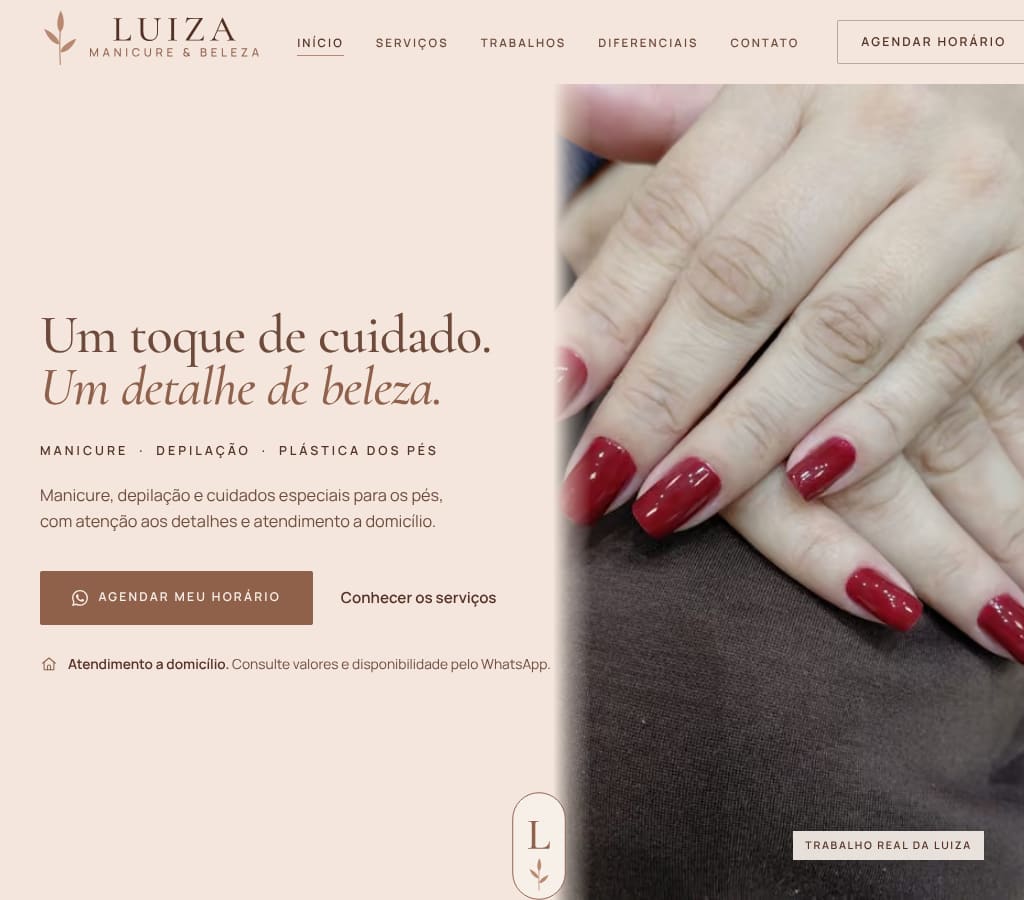 LUIZA
MANICURE & BELEZA
INÍCIO
SERVIÇOS
TRABALHOS
DIFERENCIAIS
CONTATO
AGENDAR HORÁRIO
Um toque de cuidado.
Um detalhe de beleza.
MANICURE · DEPILAÇÃO · PLÁSTICA DOS PÉS
Manicure, depilação e cuidados especiais para os pés,
com atenção aos detalhes e atendimento a domicílio.
AGENDAR MEU HORÁRIO
Conhecer os serviços
Atendimento a domicílio. Consulte valores e disponibilidade pelo WhatsApp.
L
TRABALHO REAL DA LUIZA